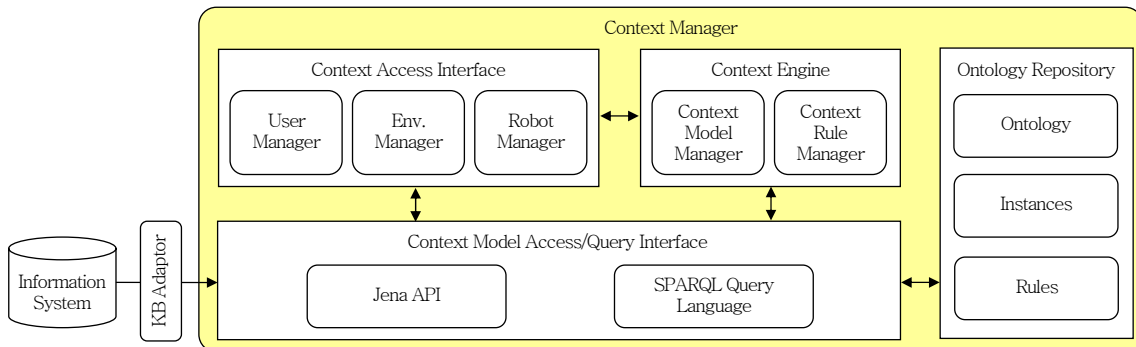 Context Manager
Context Access Interface
User
Manager
Env.
Manager
Robot
Manager
Context Engine
Context
Model
Manager
Context
Rule
Manager
Ontology Repository
Ontology
Instances
Rules
Context Model Access/Query Interface
Jena API
SPARQL Query
Language
KB Adaptor
Information
System